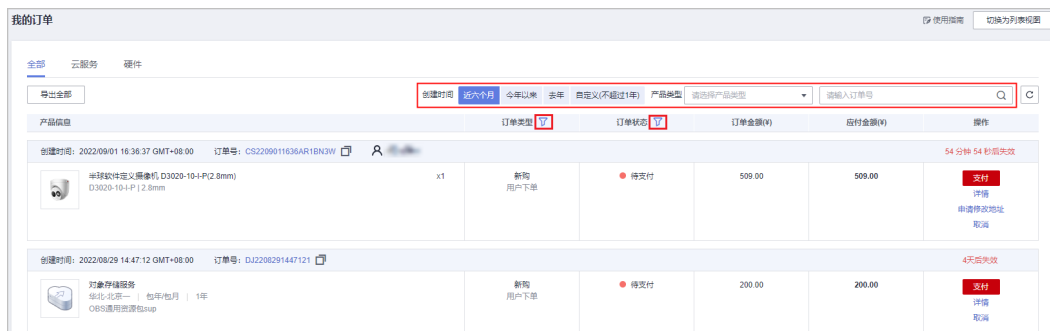 我的订单 使用指南 切换为列表视图
全部 云服务 硬件
导出全部 创建时间 近六个月 今年以来 去年 自定义(不超过1年) 产品类型 请选择产品类型 请输入订单号
产品信息 订单类型 订单状态 订单金额(¥) 应付金额(¥) 操作
创建时间：2022/09/01 16:36:37 GMT+08:00 订单号：CS2209011636AR1BN3W 54 分钟 54 秒后失效
半球软件定义摄像机 D3020-10-I-P(2.8mm) x1 新购 待支付 509.00 509.00 支付
D3020-10-I-P | 2.8mm 用户下单 详情
申请修改地址
取消
创建时间：2022/08/29 14:47:12 GMT+08:00 订单号：DJ2208291447121 4天后失效
对象存储服务 新购 待支付 200.00 200.00 支付
华北-北京一 | 包年/包月 | 1年 用户下单 详情
OBS通用资源包sup 取消